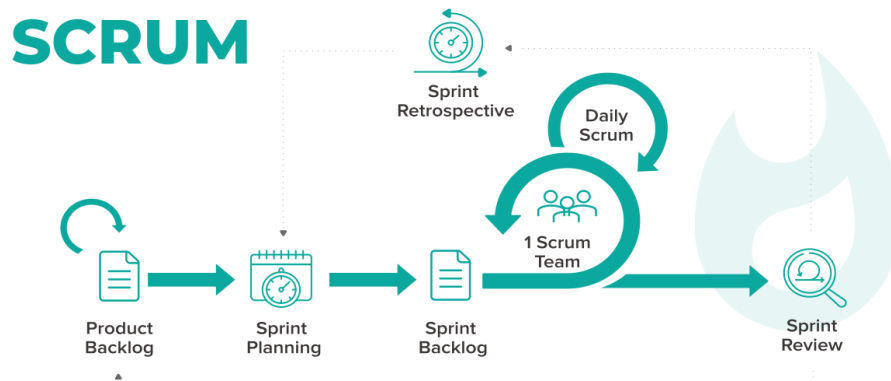 SCRUM
Sprint
Retrospective
Daily
Scrum
1 Scrum
Team
Product
Backlog
Sprint
Planning
Sprint
Backlog
Sprint
Review